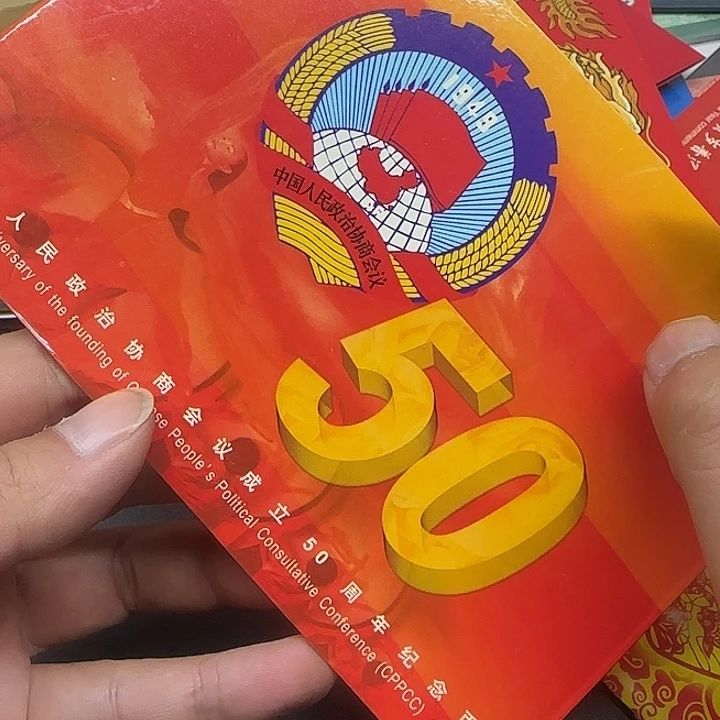 1949
中国人民政治协商会议
50
人民政治协商会议成立50周年纪念
of the founding of People's Political Consultative Conference (CPPCC)